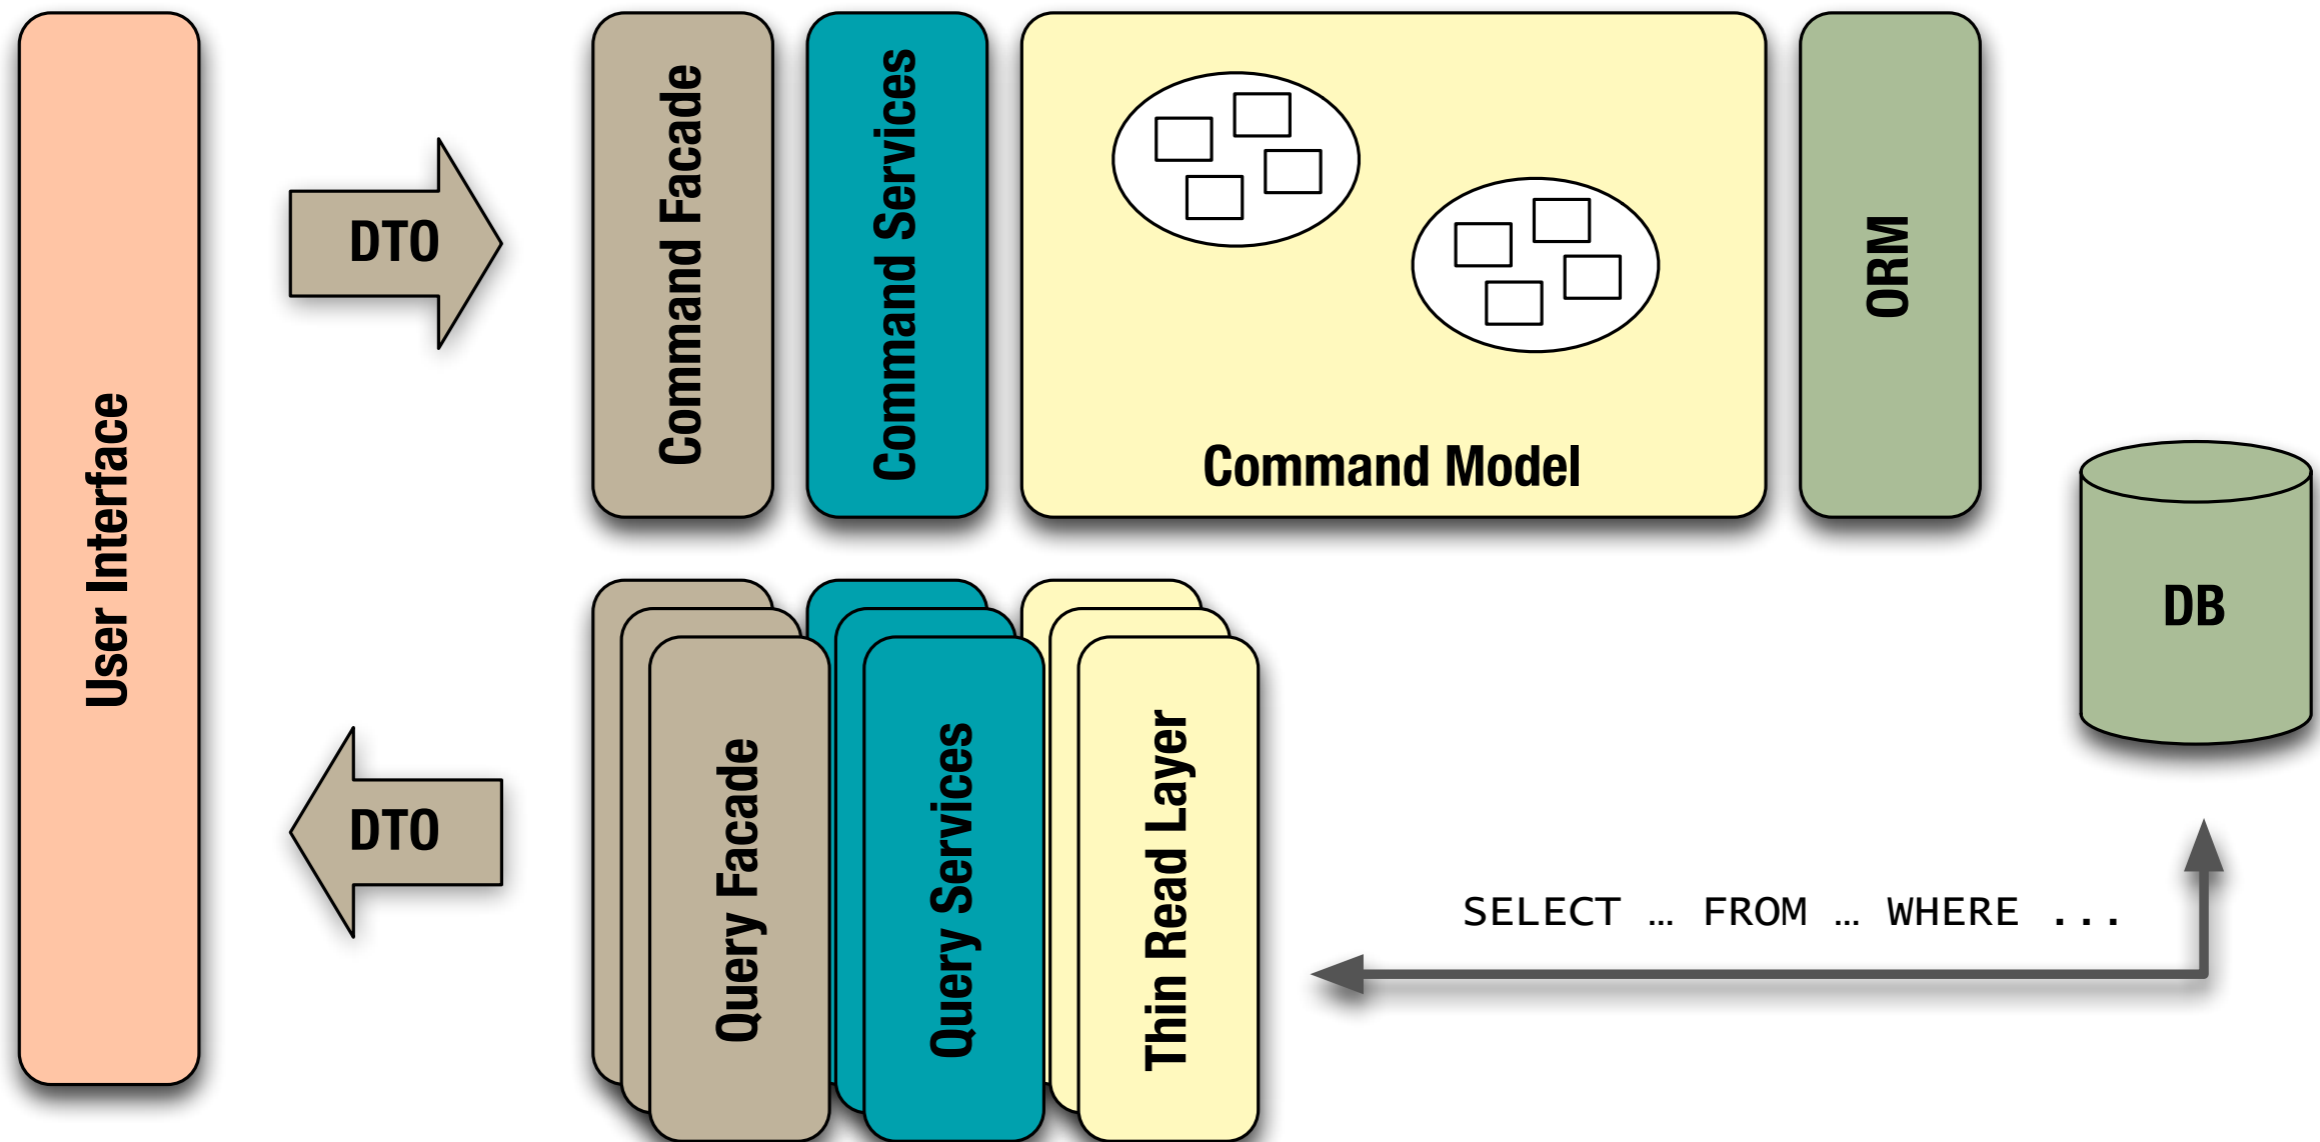 User Interface
DTO
Command Facade
Command Services
Command Model
ORM
DB
DTO
Query Facade
Query Services
Thin Read Layer
SELECT … FROM … WHERE ...